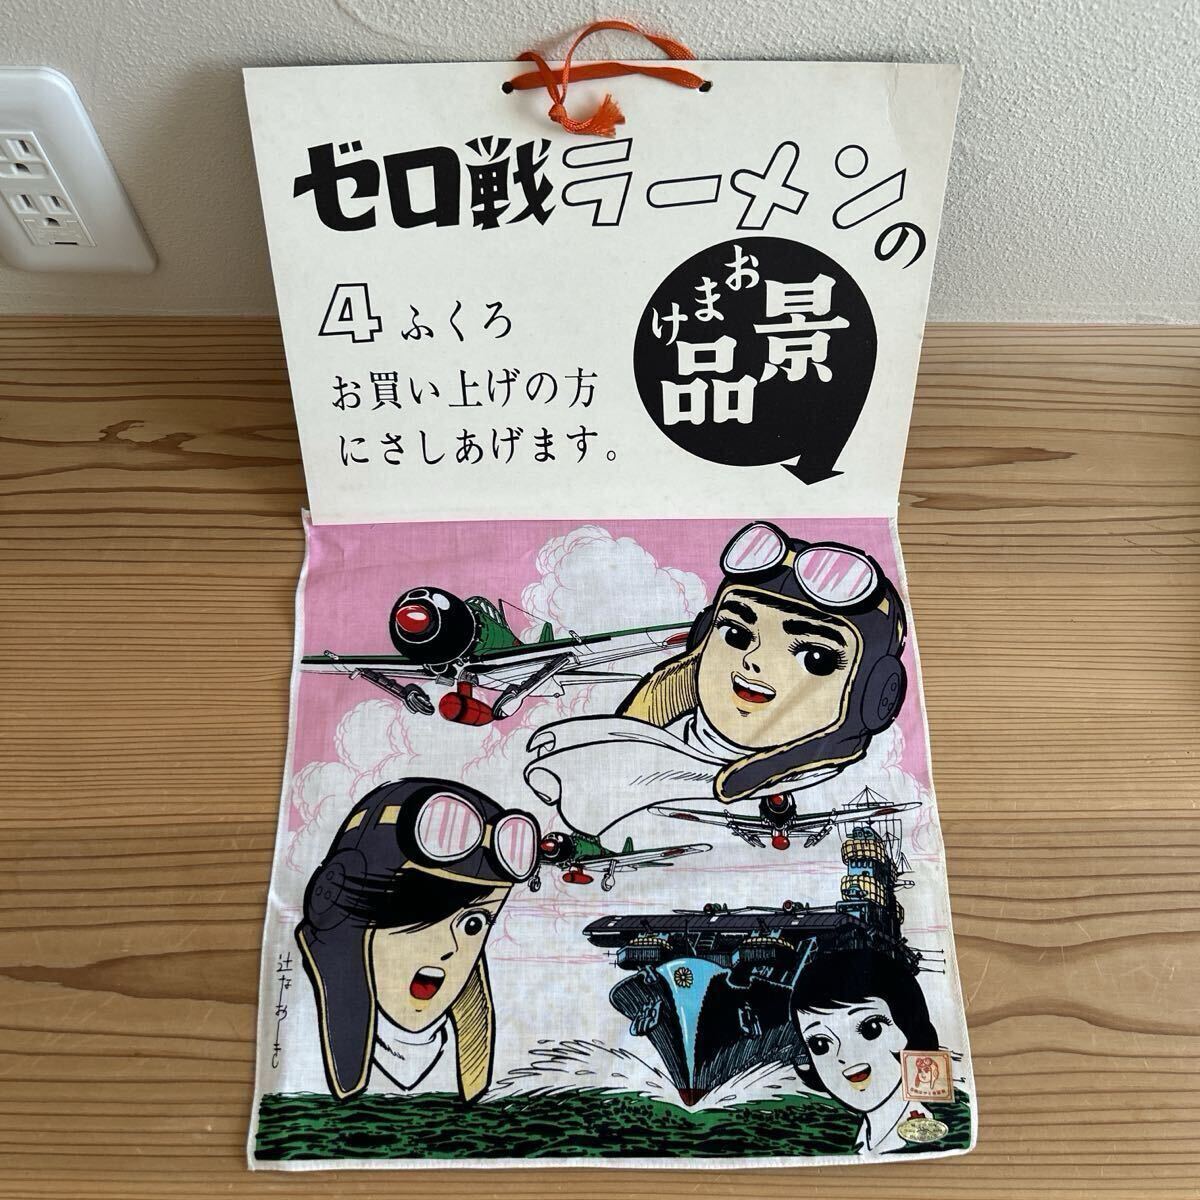 ゼロ戦ラーメンの
おまけ
景品
4ふくろ
お買い上げの方
にさしあげます。
辻なおき